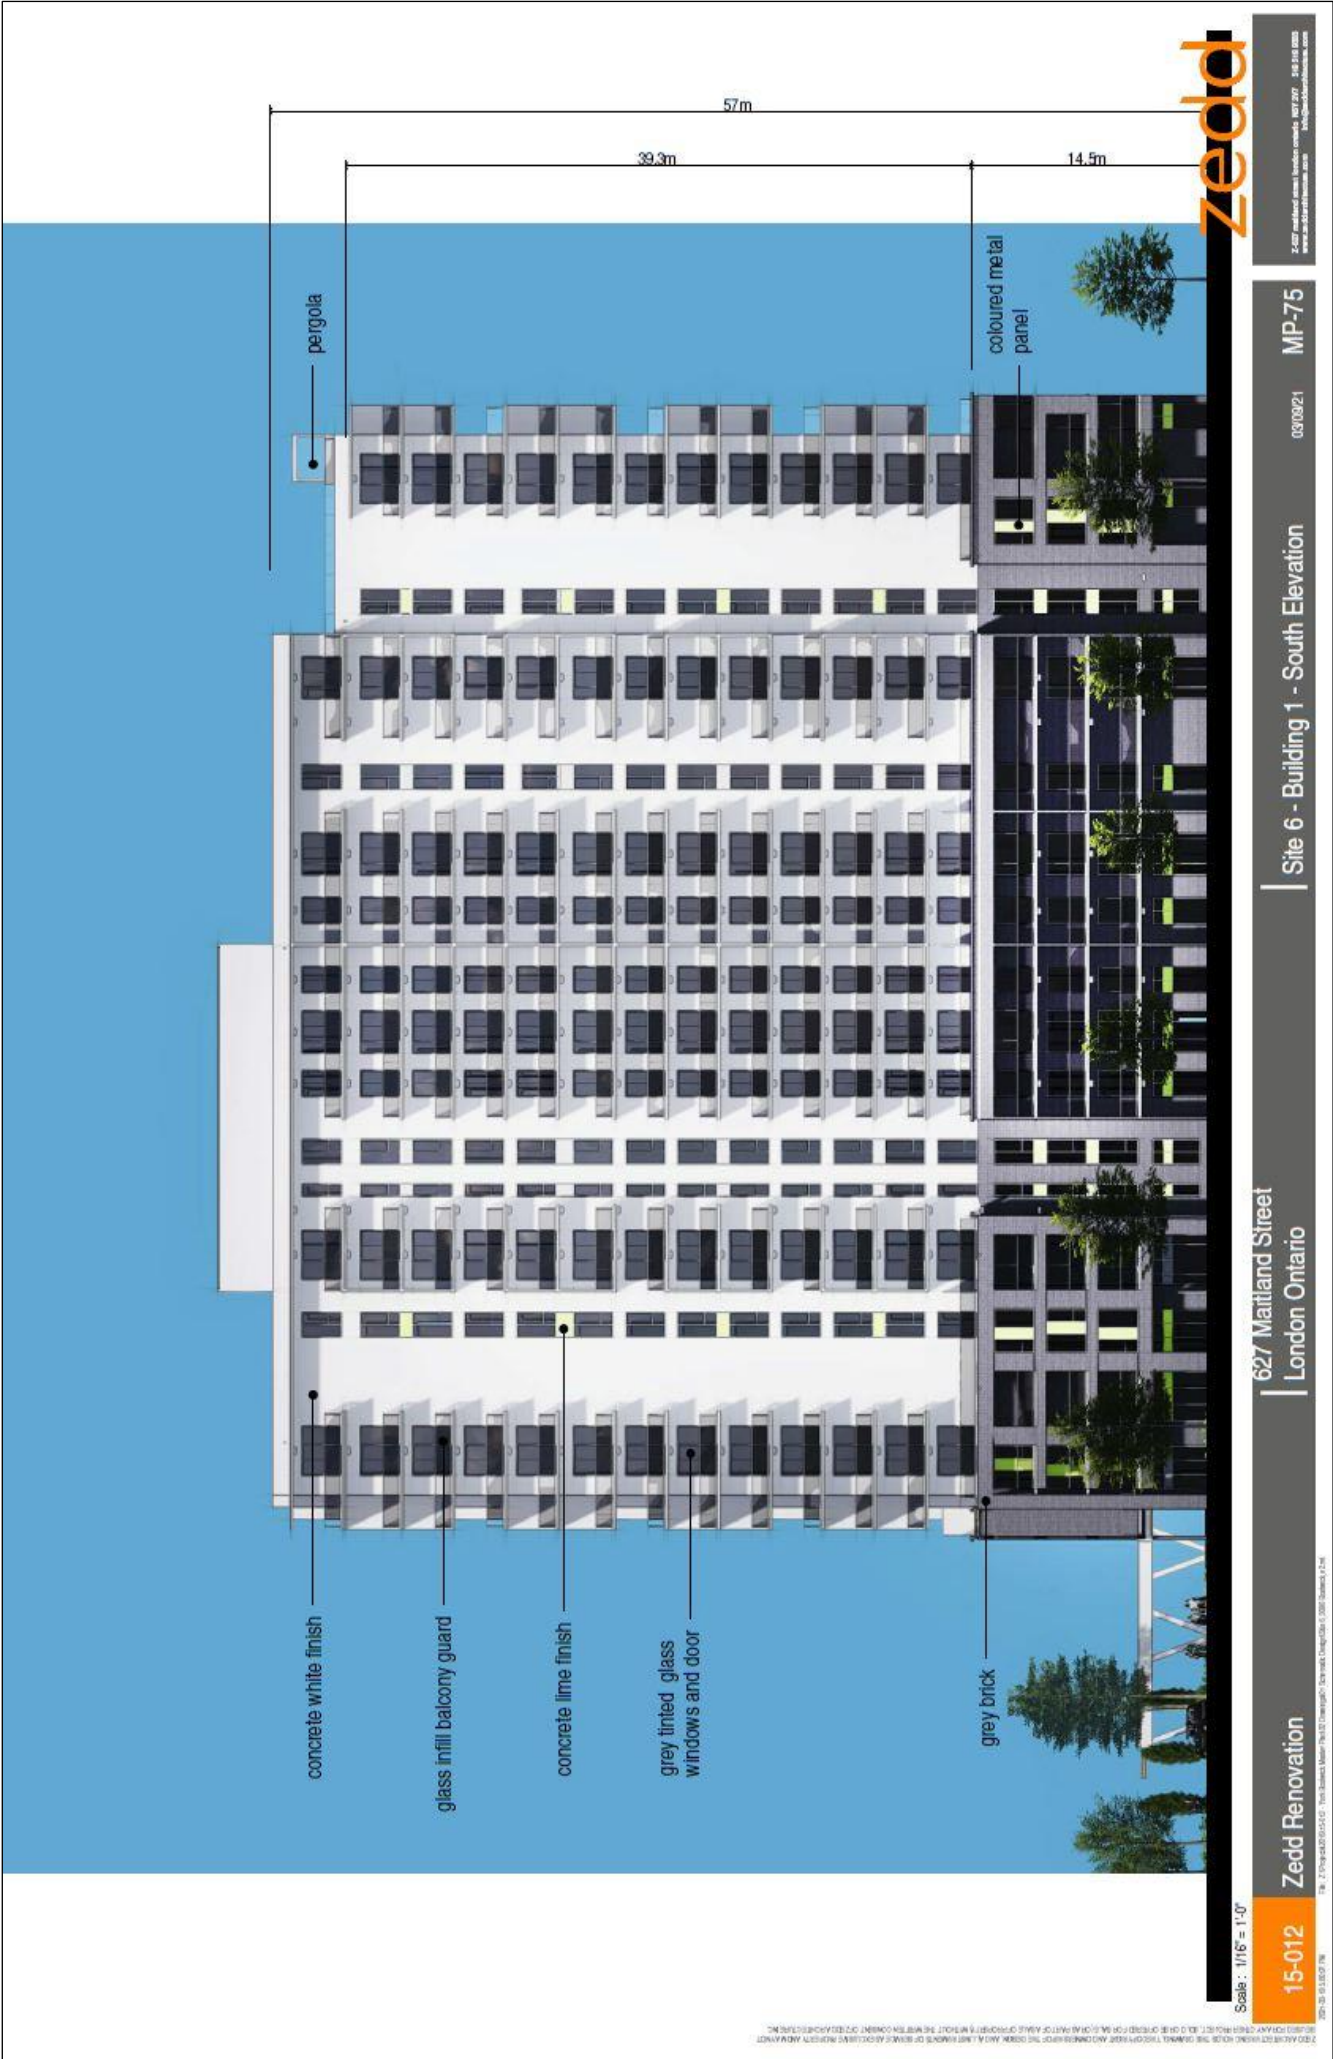 57m
39.3m
14.5m
pergola
coloured metal
panel
concrete white finish
glass infill balcony guard
concrete lime finish
grey tinted glass
windows and door
grey brick
Scale : 1/16" = 1'-0"
15-012
Zedd Renovation
627 Maitland Street
London Ontario
Site 6 - Building 1 - South Elevation
03/09/21
MP-75
zedd